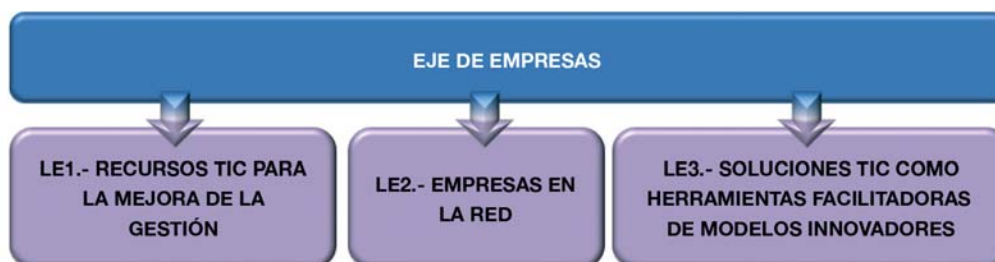 EJE DE EMPRESAS
LE1.- RECURSOS TIC PARA
LA MEJORA DE LA
GESTIÓN
LE2.- EMPRESAS EN
LA RED
LE3.- SOLUCIONES TIC COMO
HERRAMIENTAS FACILITADORAS
DE MODELOS INNOVADORES